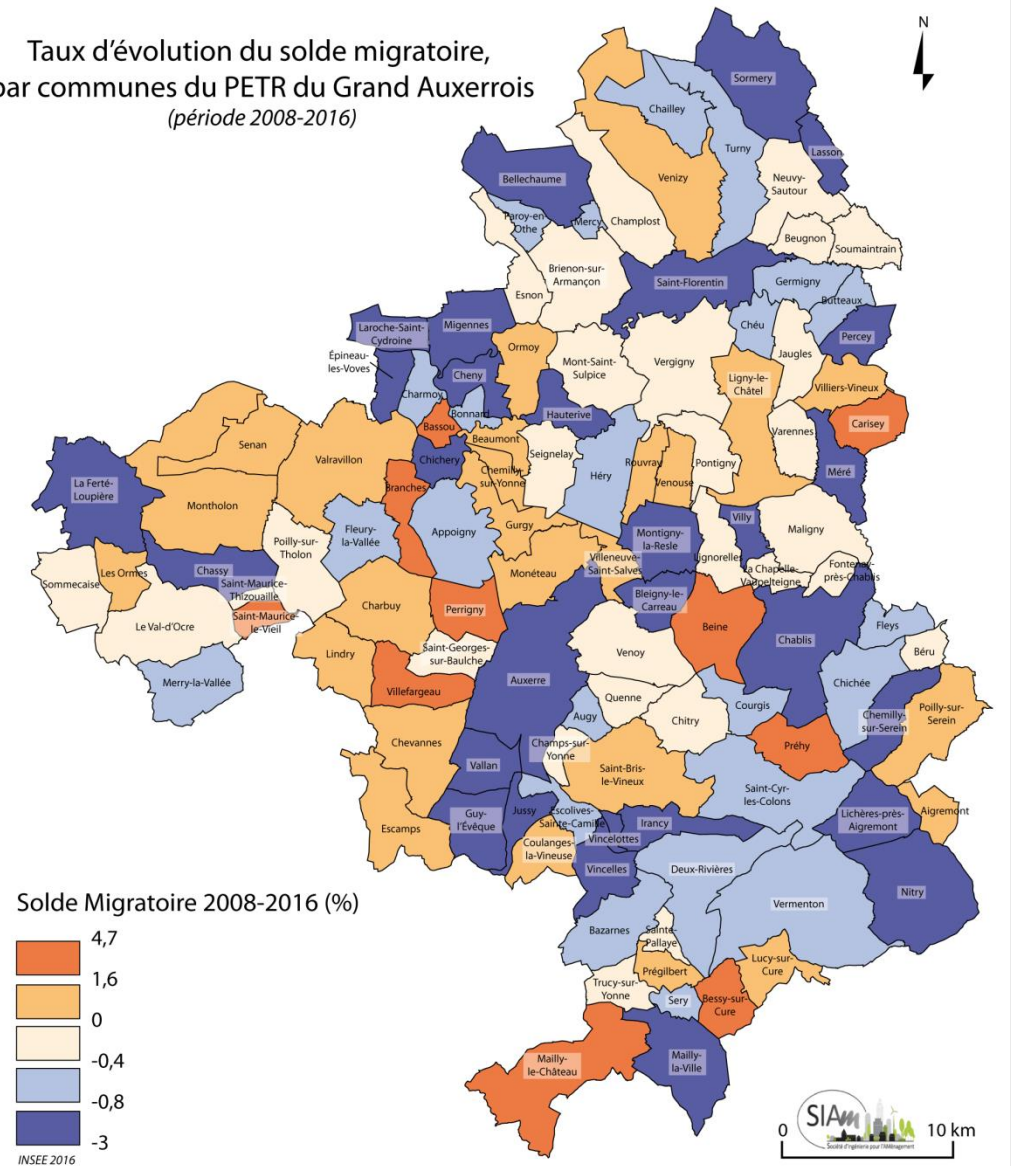 Taux d'évolution du solde migratoire,
par communes du PETR du Grand Auxerrois
(période 2008-2016)
N
Sormery
Chailley
Turny
Lasson
Bellechaume
Venizy
Neuvy-
Sautour
Paroy-en-
Othe
Mercy
Champlost
Beugnon
Soumaintrain
Brienon-sur-
Armançon
Saint-Florentin
Germigny
Esnon
Butteaux
Laroche-Saint-
Cydroine
Migennes
Chéu
Percey
Ormoy
Épineau-
les-Voves
Mont-Saint-
Sulpice
Vergigny
Jaugles
Cheny
Ligny-le-
Châtel
Villiers-Vineux
Charmoy
Bonnard
Hauterive
Bassou
Carisey
Beaumont
Varennes
Senan
Valravillon
Chichery
Seignelay
Rouvray
Pontigny
Méré
La Ferté-
Loupière
Branches
Chemilly-
sur-Yonne
Héry
Venouse
Montholon
Gurgy
Villy
Fleury-
la-Vallée
Appoigny
Montigny-
la-Resle
Maligny
Poilly-sur-
Tholon
Lignorelles
Villeneuve-
Saint-Salves
La Chapelle-
Vaupelteigne
Fontenay-
près-Chablis
Chassy
Les Ormes
Monéteau
Sommecaise
Saint-Maurice-
Thizouaille
Bleigny-le-
Carreau
Charbuy
Perrigny
Saint-Maurice-
le-Vieil
Beine
Fleys
Le Val-d'Ocre
Chablis
Saint-Georges-
sur-Baulche
Venoy
Béru
Lindry
Auxerre
Merry-la-Vallée
Chichée
Villefargeau
Quenne
Courgis
Poilly-sur-
Serein
Augy
Chitry
Chemilly-
sur-Serein
Chevannes
Préhy
Champs-sur-
Yonne
Vallan
Saint-Bris-
le-Vineux
Saint-Cyr-
les-Colons
Guy-
l'Évêque
Jussy
Escolives-
Sainte-Camille
Irancy
Lichères-près-
Aigremont
Aigremont
Escamps
Vincelottes
Coulanges-
la-Vineuse
Vincelles
Deux-Rivières
Nitry
Vermenton
Bazarnes
Sainte-
Pallaye
Prégilbert
Lucy-sur-
Cure
Trucy-sur-
Yonne
Sery
Bessy-sur-
Cure
Mailly-
le-Château
Mailly-
la-Ville
Solde Migratoire 2008-2016 (%)
4,7
1,6
0
-0,4
-0,8
-3
INSEE 2016
SIAm
Société d'ingénierie pour l'aMénagement
0 10 km